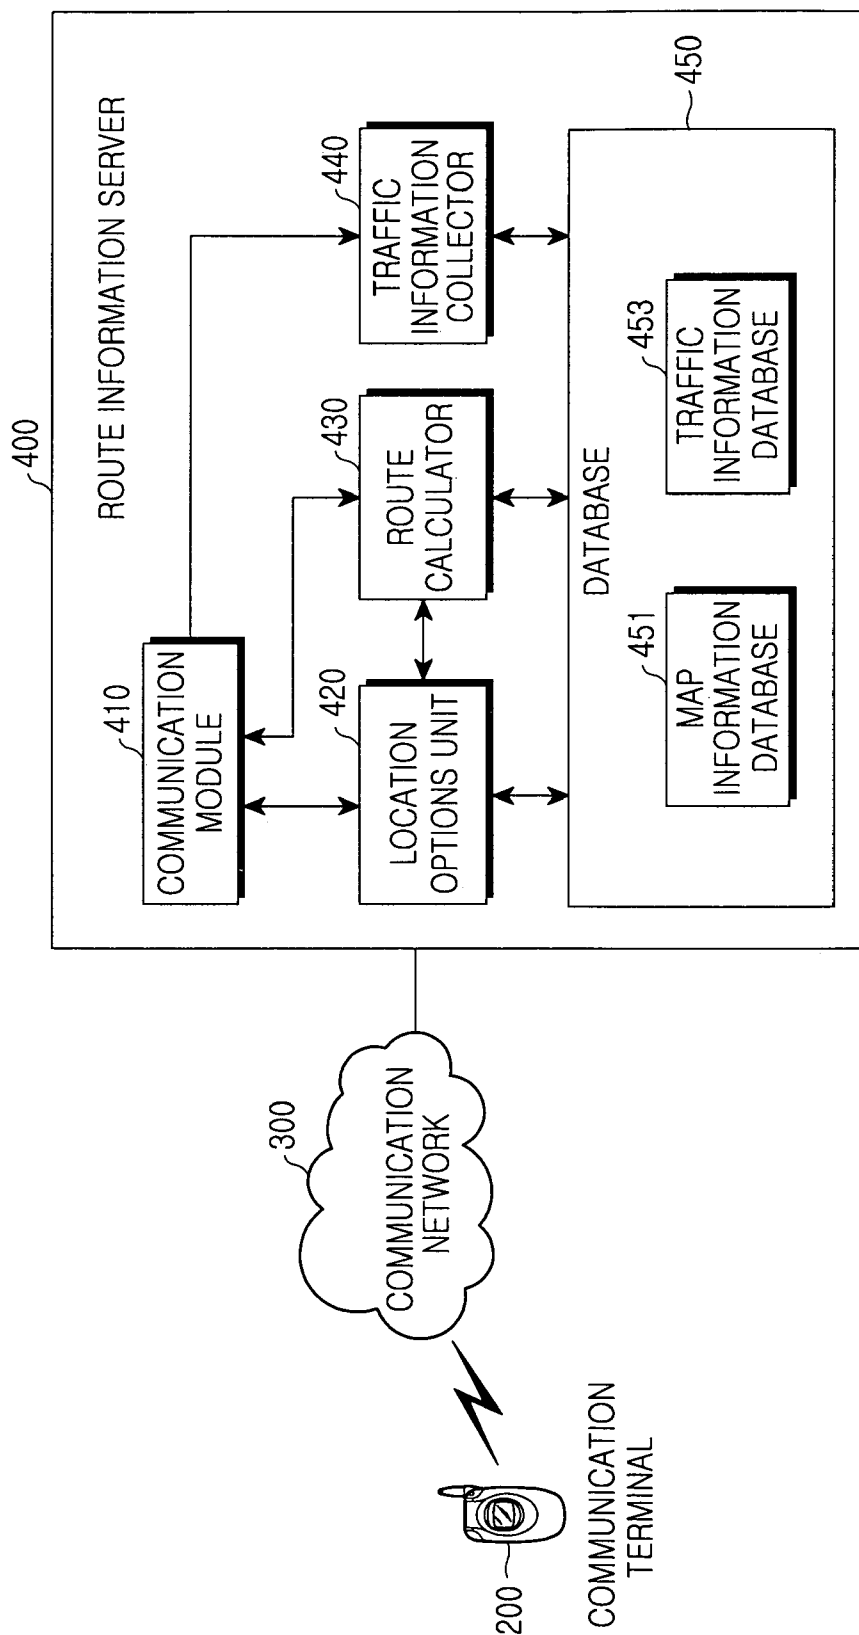 400
ROUTE INFORMATION SERVER
410
COMMUNICATION
MODULE
420
LOCATION
OPTIONS UNIT
430
ROUTE
CALCULATOR
440
TRAFFIC
INFORMATION
COLLECTOR
450
DATABASE
451
MAP
INFORMATION
DATABASE
453
TRAFFIC
INFORMATION
DATABASE
300
COMMUNICATION
NETWORK
200
COMMUNICATION
TERMINAL